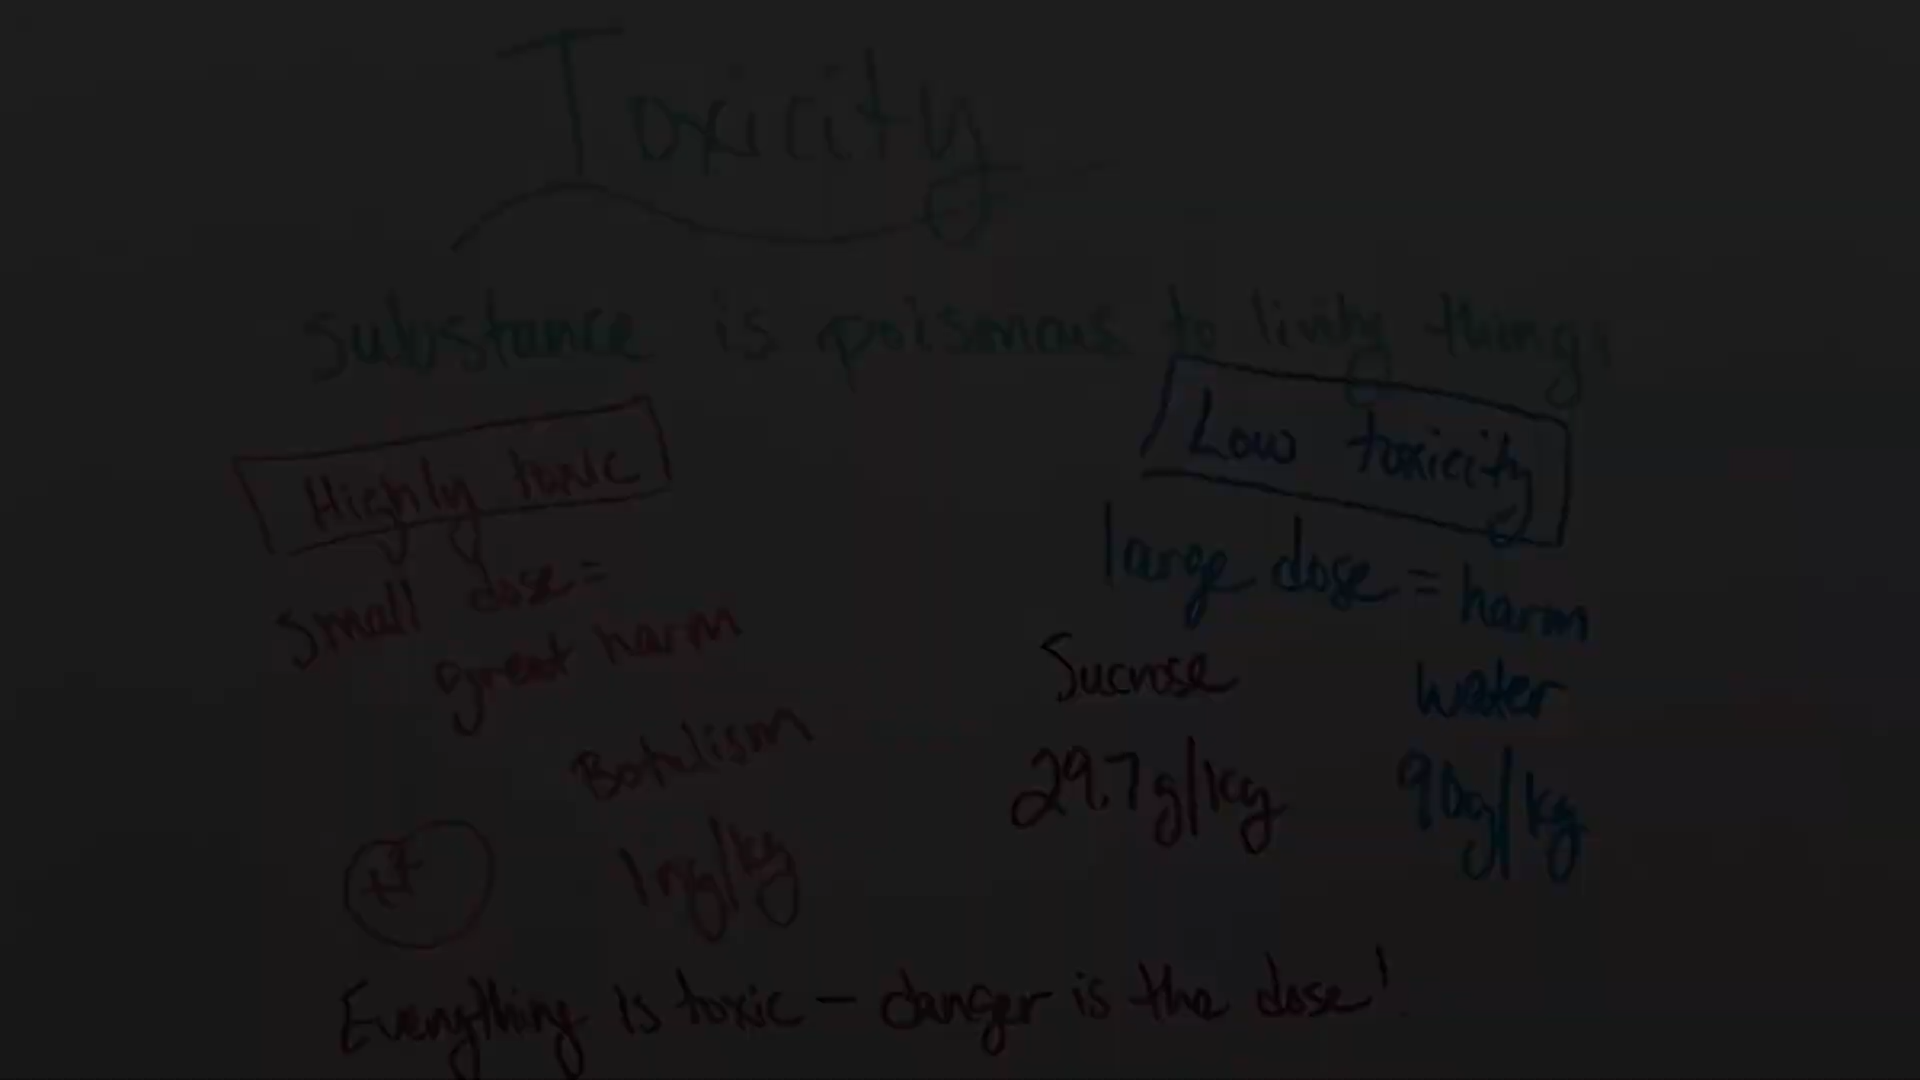 Toxicity
Substance is poisonous to living things
Highly toxic
Small dose =
great harm
Botulism
1ng/kg
Low toxicity
large dose = harm
Sucrose
29.7g/kg
water
90g/kg
Everything is toxic – danger is the dose!